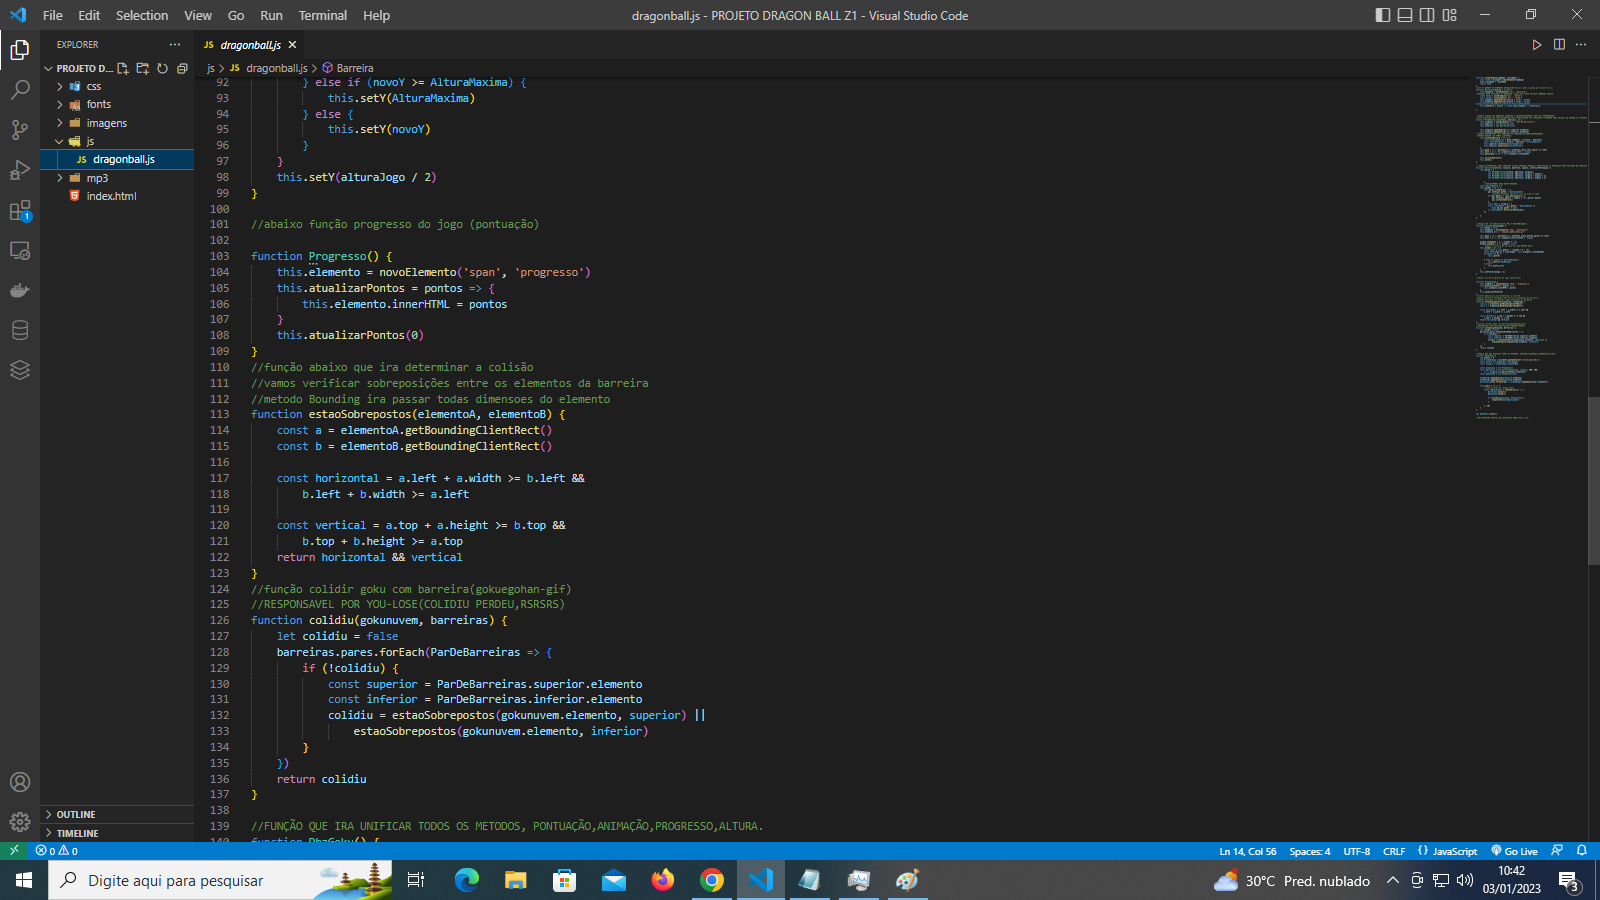 File Edit Selection View Go Run Terminal Help
dragonball.js - PROJETO DRAGON BALL Z1 - Visual Studio Code
EXPLORER ...
PROJETO D...
css
fonts
imagens
js
JS dragonball.js
mp3
index.html
OUTLINE
TIMELINE
JS dragonball.js
js > JS dragonball.js > Barreira
92 } else if (novoY >= AlturaMaxima) {
93 this.setY(AlturaMaxima)
94 } else {
95 this.setY(novoY)
96 }
97 }
98 this.setY(alturaJogo / 2)
99 }
100
101 //abaixo função progresso do jogo (pontuação)
102
103 function Progresso() {
104 this.elemento = novoElemento('span', 'progresso')
105 this.atualizarPontos = pontos => {
106 this.elemento.innerHTML = pontos
107 }
108 this.atualizarPontos(0)
109 }
110 //função abaixo que ira determinar a colisão
111 //vamos verificar sobreposições entre os elementos da barreira
112 //metodo Bounding ira passar todas dimensoes do elemento
113 function estaoSobrepostos(elementoA, elementoB) {
114 const a = elementoA.getBoundingClientRect()
115 const b = elementoB.getBoundingClientRect()
116
117 const horizontal = a.left + a.width >= b.left &&
118 b.left + b.width >= a.left
119
120 const vertical = a.top + a.height >= b.top &&
121 b.top + b.height >= a.top
122 return horizontal && vertical
123 }
124 //função colidir goku com barreira(gokuegohan-gif)
125 //RESPONSAVEL POR YOU-LOSE(COLIDIU PERDEU,RSRSRS)
126 function colidiu(gokunuvem, barreiras) {
127 let colidiu = false
128 barreiras.pares.forEach(ParDeBarreiras => {
129 if (!colidiu) {
130 const superior = ParDeBarreiras.superior.elemento
131 const inferior = ParDeBarreiras.inferior.elemento
132 colidiu = estaoSobrepostos(gokunuvem.elemento, superior) ||
133 estaoSobrepostos(gokunuvem.elemento, inferior)
134 }
135 })
136 return colidiu
137 }
138
139 //FUNÇÃO QUE IRA UNIFICAR TODOS OS METODOS, PONTUAÇÃO,ANIMAÇÃO,PROGRESSO,ALTURA.
140 function DbzGoku() {
0 0 Ln 14, Col 56 Spaces: 4 UTF-8 CRLF {} JavaScript Go Live
Digite aqui para pesquisar
30°C Pred. nublado
10:42
03/01/2023
3
1